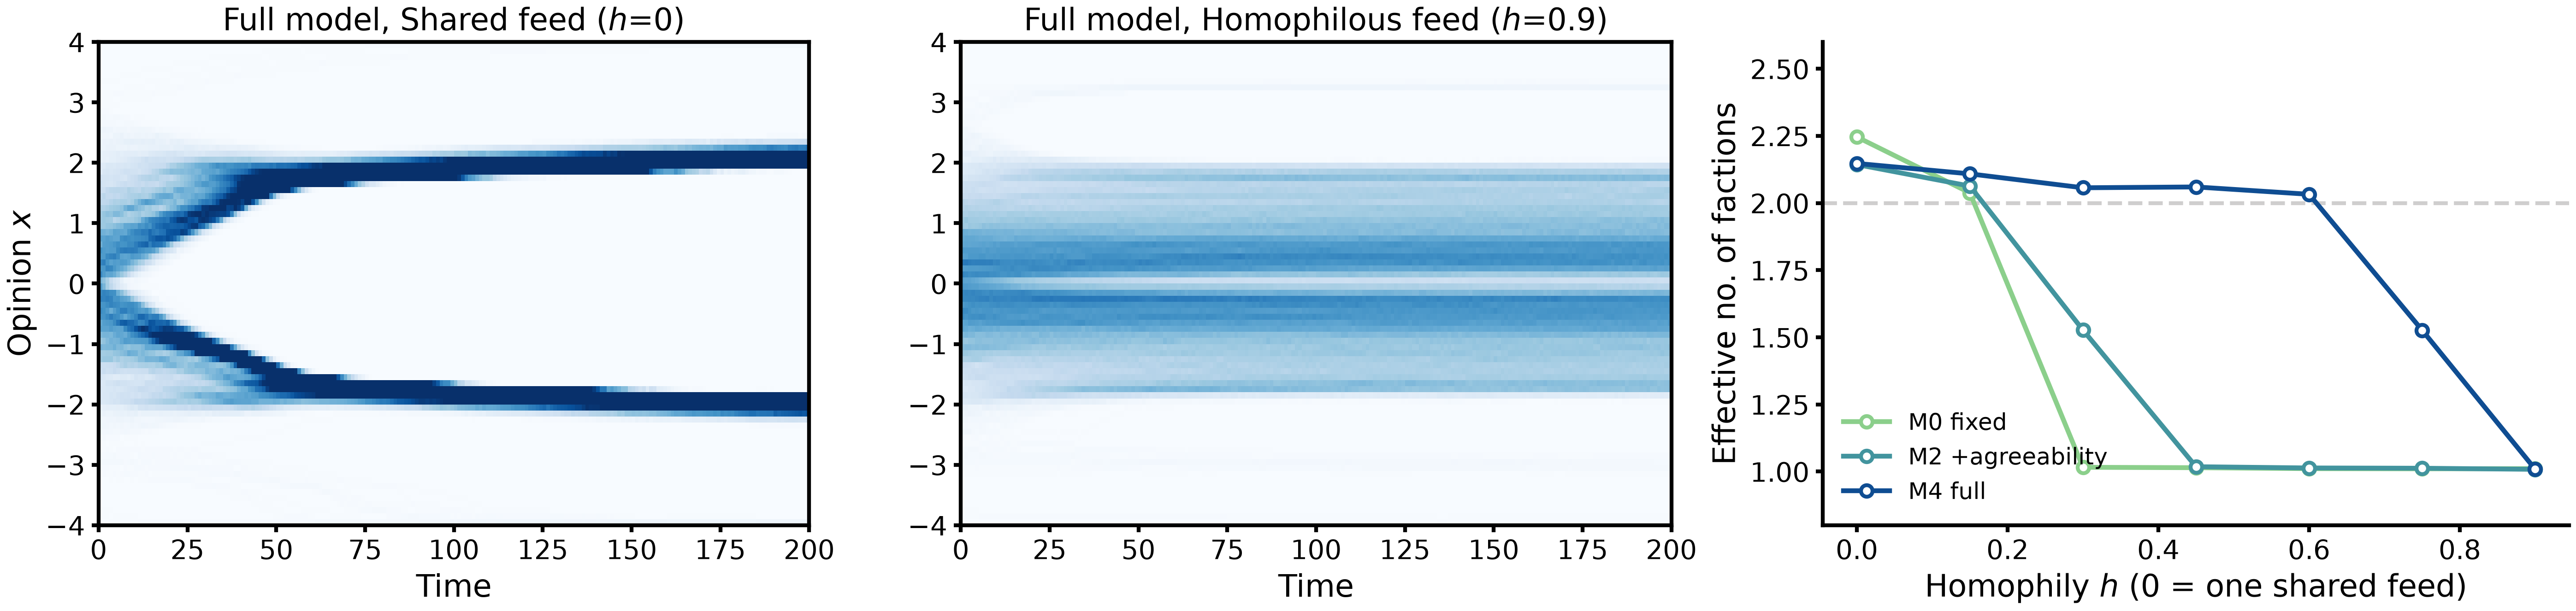 Full model, Shared feed (h=0)
4
3
2
1
0
−1
−2
−3
−4
Opinion x
0 25 50 75 100 125 150 175 200
Time
Full model, Homophilous feed (h=0.9)
4
3
2
1
0
−1
−2
−3
−4
0 25 50 75 100 125 150 175 200
Time
2.50
2.25
2.00
1.75
1.50
1.25
1.00
Effective no. of factions
M0 fixed
M2 +agreeability
M4 full
0.0 0.2 0.4 0.6 0.8
Homophily h (0 = one shared feed)